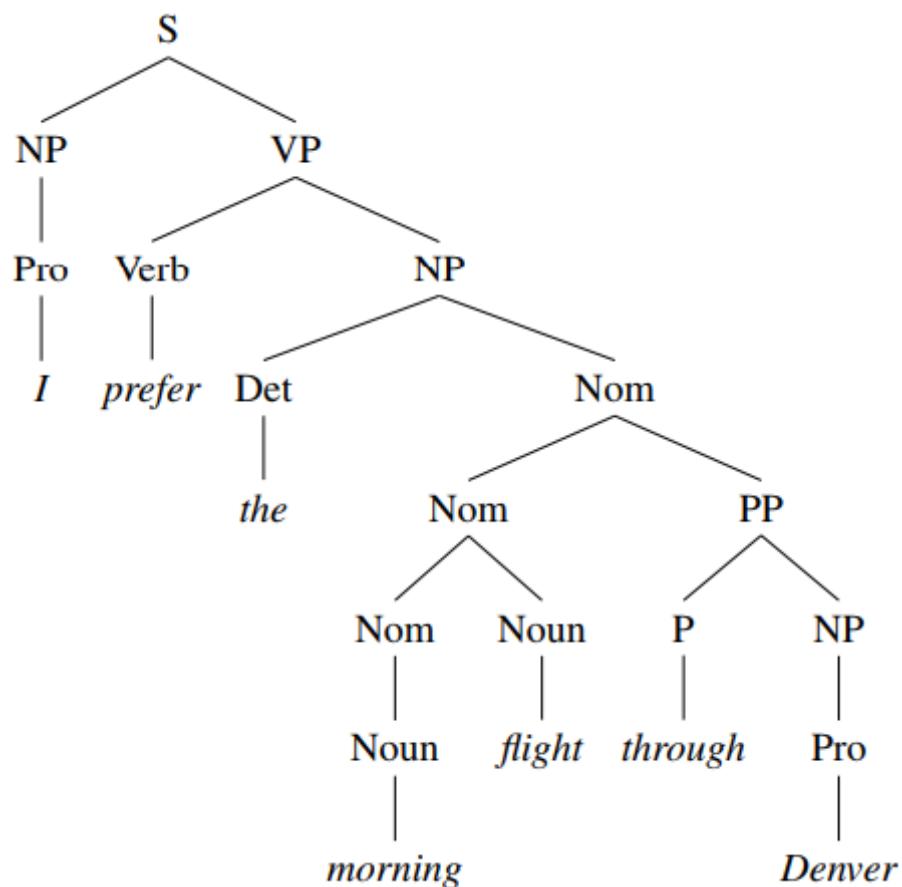 S
NP VP
Pro Verb NP
I prefer Det Nom
the Nom PP
Nom Noun P NP
Noun flight through Pro
morning Denver